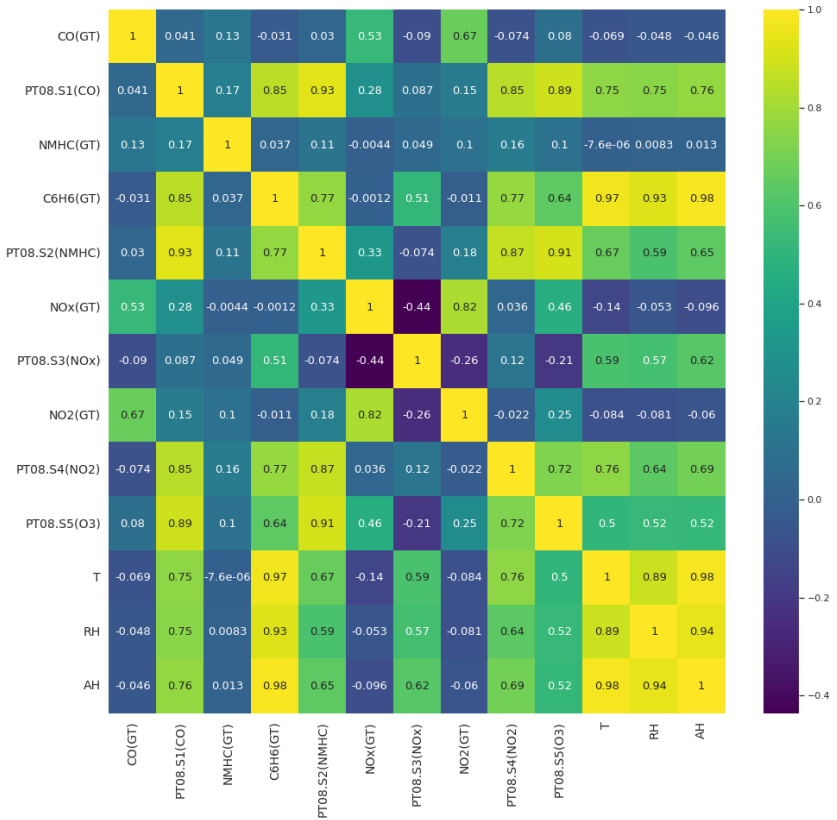 CO(GT) 1 0.041 0.13 -0.031 0.03 0.53 -0.09 0.67 -0.074 0.08 -0.069 -0.048 -0.046
PT08.S1(CO) 0.041 1 0.17 0.85 0.93 0.28 0.087 0.15 0.85 0.89 0.75 0.75 0.76
NMHC(GT) 0.13 0.17 1 0.037 0.11 -0.0044 0.049 0.1 0.16 0.1 -7.6e-06 0.0083 0.013
C6H6(GT) -0.031 0.85 0.037 1 0.77 -0.0012 0.51 -0.011 0.77 0.64 0.97 0.93 0.98
PT08.S2(NMHC) 0.03 0.93 0.11 0.77 1 0.33 -0.074 0.18 0.87 0.91 0.67 0.59 0.65
NOx(GT) 0.53 0.28 -0.0044 -0.0012 0.33 1 -0.44 0.82 0.036 0.46 -0.14 -0.053 -0.096
PT08.S3(NOx) -0.09 0.087 0.049 0.51 -0.074 -0.44 1 -0.26 0.12 -0.21 0.59 0.57 0.62
NO2(GT) 0.67 0.15 0.1 -0.011 0.18 0.82 -0.26 1 -0.022 0.25 -0.084 -0.081 -0.06
PT08.S4(NO2) -0.074 0.85 0.16 0.77 0.87 0.036 0.12 -0.022 1 0.72 0.76 0.64 0.69
PT08.S5(O3) 0.08 0.89 0.1 0.64 0.91 0.46 -0.21 0.25 0.72 1 0.5 0.52 0.52
T -0.069 0.75 -7.6e-06 0.97 0.67 -0.14 0.59 -0.084 0.76 0.5 1 0.89 0.98
RH -0.048 0.75 0.0083 0.93 0.59 -0.053 0.57 -0.081 0.64 0.52 0.89 1 0.94
AH -0.046 0.76 0.013 0.98 0.65 -0.096 0.62 -0.06 0.69 0.52 0.98 0.94 1
CO(GT)
PT08.S1(CO)
NMHC(GT)
C6H6(GT)
PT08.S2(NMHC)
NOx(GT)
PT08.S3(NOx)
NO2(GT)
PT08.S4(NO2)
PT08.S5(O3)
T
RH
AH
1.0
0.8
0.6
0.4
0.2
0.0
−0.2
−0.4